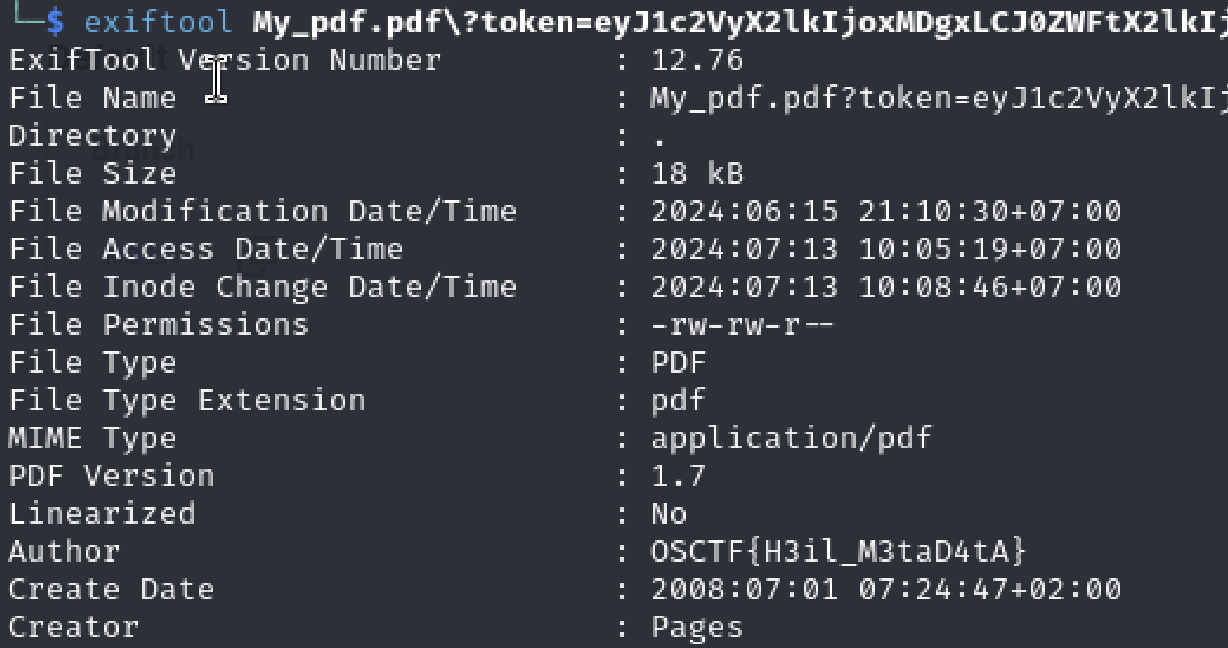 └─$ exiftool My_pdf.pdf\?token=eyJ1c2VyX2lkIjoxMDgxLCJ0ZWFtX2lkIj
ExifTool Version Number : 12.76
File Name : My_pdf.pdf?token=eyJ1c2VyX2lkIj
Directory : .
File Size : 18 kB
File Modification Date/Time : 2024:06:15 21:10:30+07:00
File Access Date/Time : 2024:07:13 10:05:19+07:00
File Inode Change Date/Time : 2024:07:13 10:08:46+07:00
File Permissions : -rw-rw-r--
File Type : PDF
File Type Extension : pdf
MIME Type : application/pdf
PDF Version : 1.7
Linearized : No
Author : OSCTF{H3il_M3taD4tA}
Create Date : 2008:07:01 07:24:47+02:00
Creator : Pages